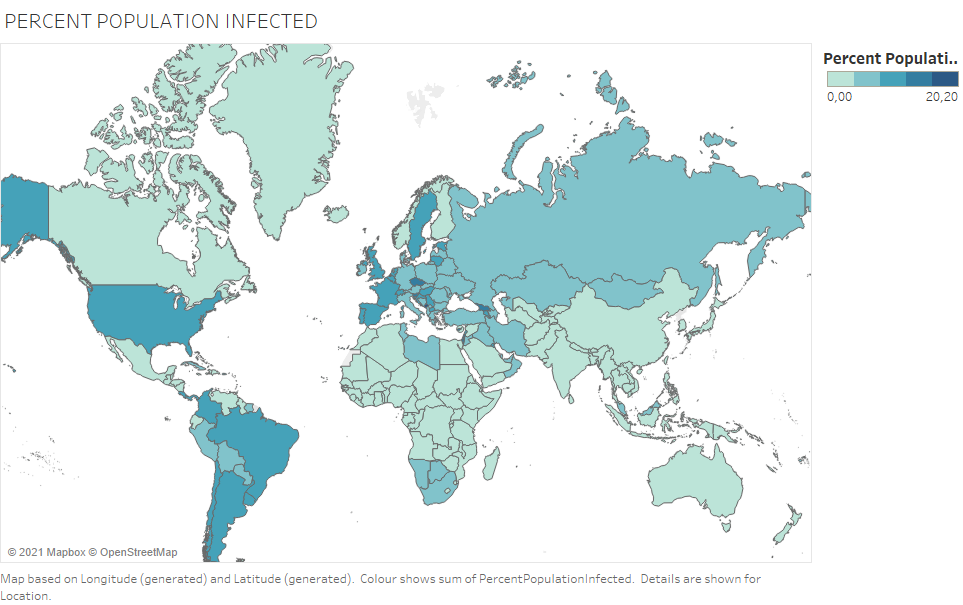 PERCENT POPULATION INFECTED
Percent Populati..
0,00 20,20
© 2021 Mapbox © OpenStreetMap
Map based on Longitude (generated) and Latitude (generated). Colour shows sum of PercentPopulationInfected. Details are shown for
Location.